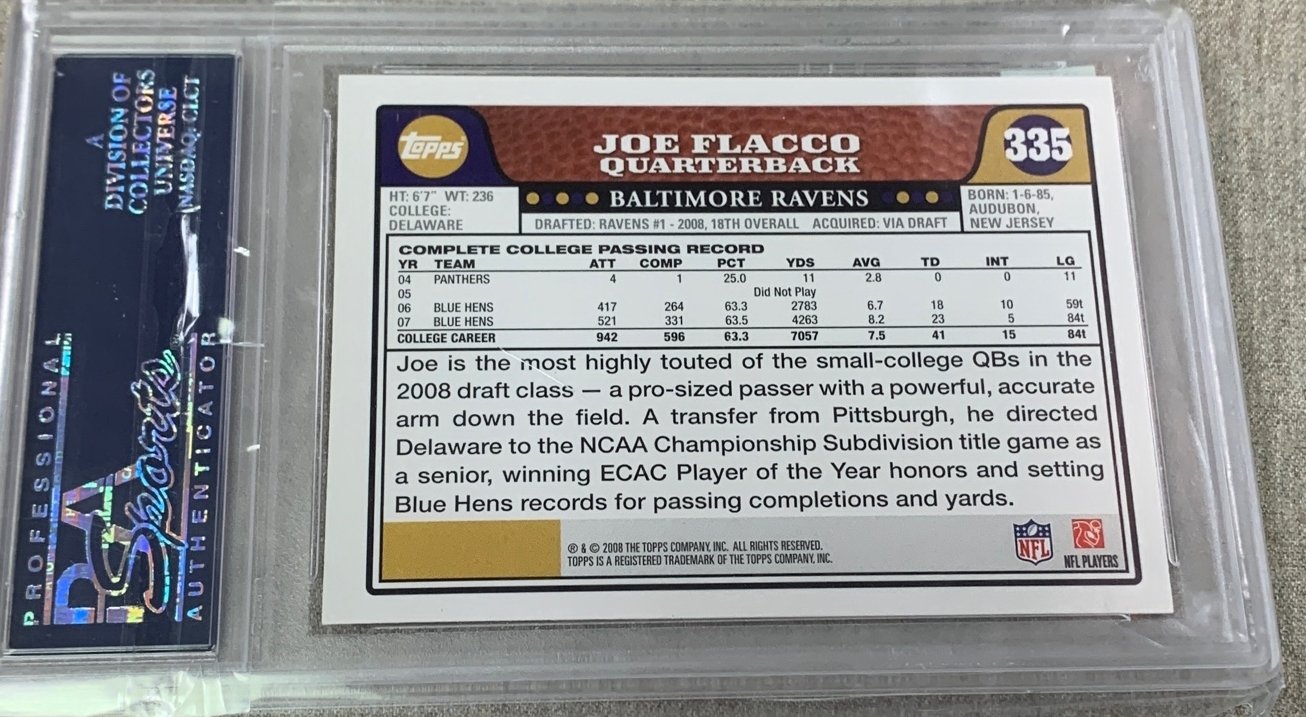 A
DIVISION OF
COLLECTORS
UNIVERSE
NASDAQ: CLCT
PROFESSIONAL
PSA
Sports
AUTHENTICATOR
TOPPS
JOE FLACCO
QUARTERBACK
335
HT: 6'7" WT: 236
COLLEGE:
DELAWARE
BALTIMORE RAVENS
DRAFTED: RAVENS #1 - 2008, 18TH OVERALL ACQUIRED: VIA DRAFT
BORN: 1-6-85,
AUDUBON,
NEW JERSEY
COMPLETE COLLEGE PASSING RECORD
YR TEAM ATT COMP PCT YDS AVG TD INT LG
04 PANTHERS 4 1 25.0 11 2.8 0 0 11
05 Did Not Play
06 BLUE HENS 417 264 63.3 2783 6.7 18 10 59t
07 BLUE HENS 521 331 63.5 4263 8.2 23 5 84t
COLLEGE CAREER 942 596 63.3 7057 7.5 41 15 84t
Joe is the most highly touted of the small-college QBs in the
2008 draft class — a pro-sized passer with a powerful, accurate
arm down the field. A transfer from Pittsburgh, he directed
Delaware to the NCAA Championship Subdivision title game as
a senior, winning ECAC Player of the Year honors and setting
Blue Hens records for passing completions and yards.
® & © 2008 THE TOPPS COMPANY, INC. ALL RIGHTS RESERVED.
TOPPS IS A REGISTERED TRADEMARK OF THE TOPPS COMPANY, INC.
NFL
NFL PLAYERS